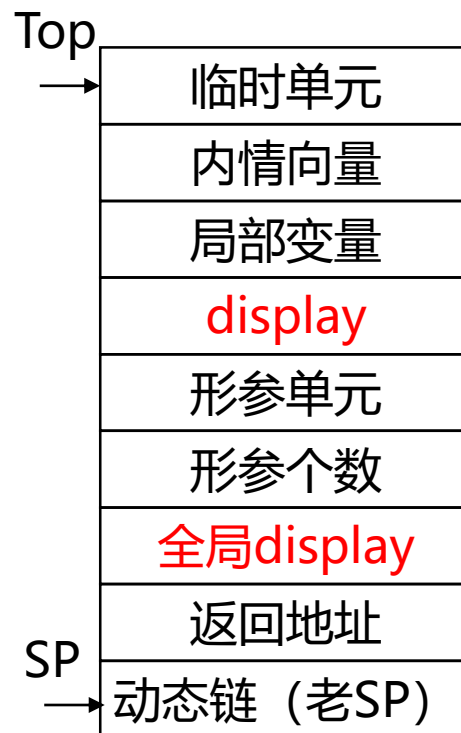 Top
临时单元
内情向量
局部变量
display
形参单元
形参个数
全局display
返回地址
SP
动态链（老SP）